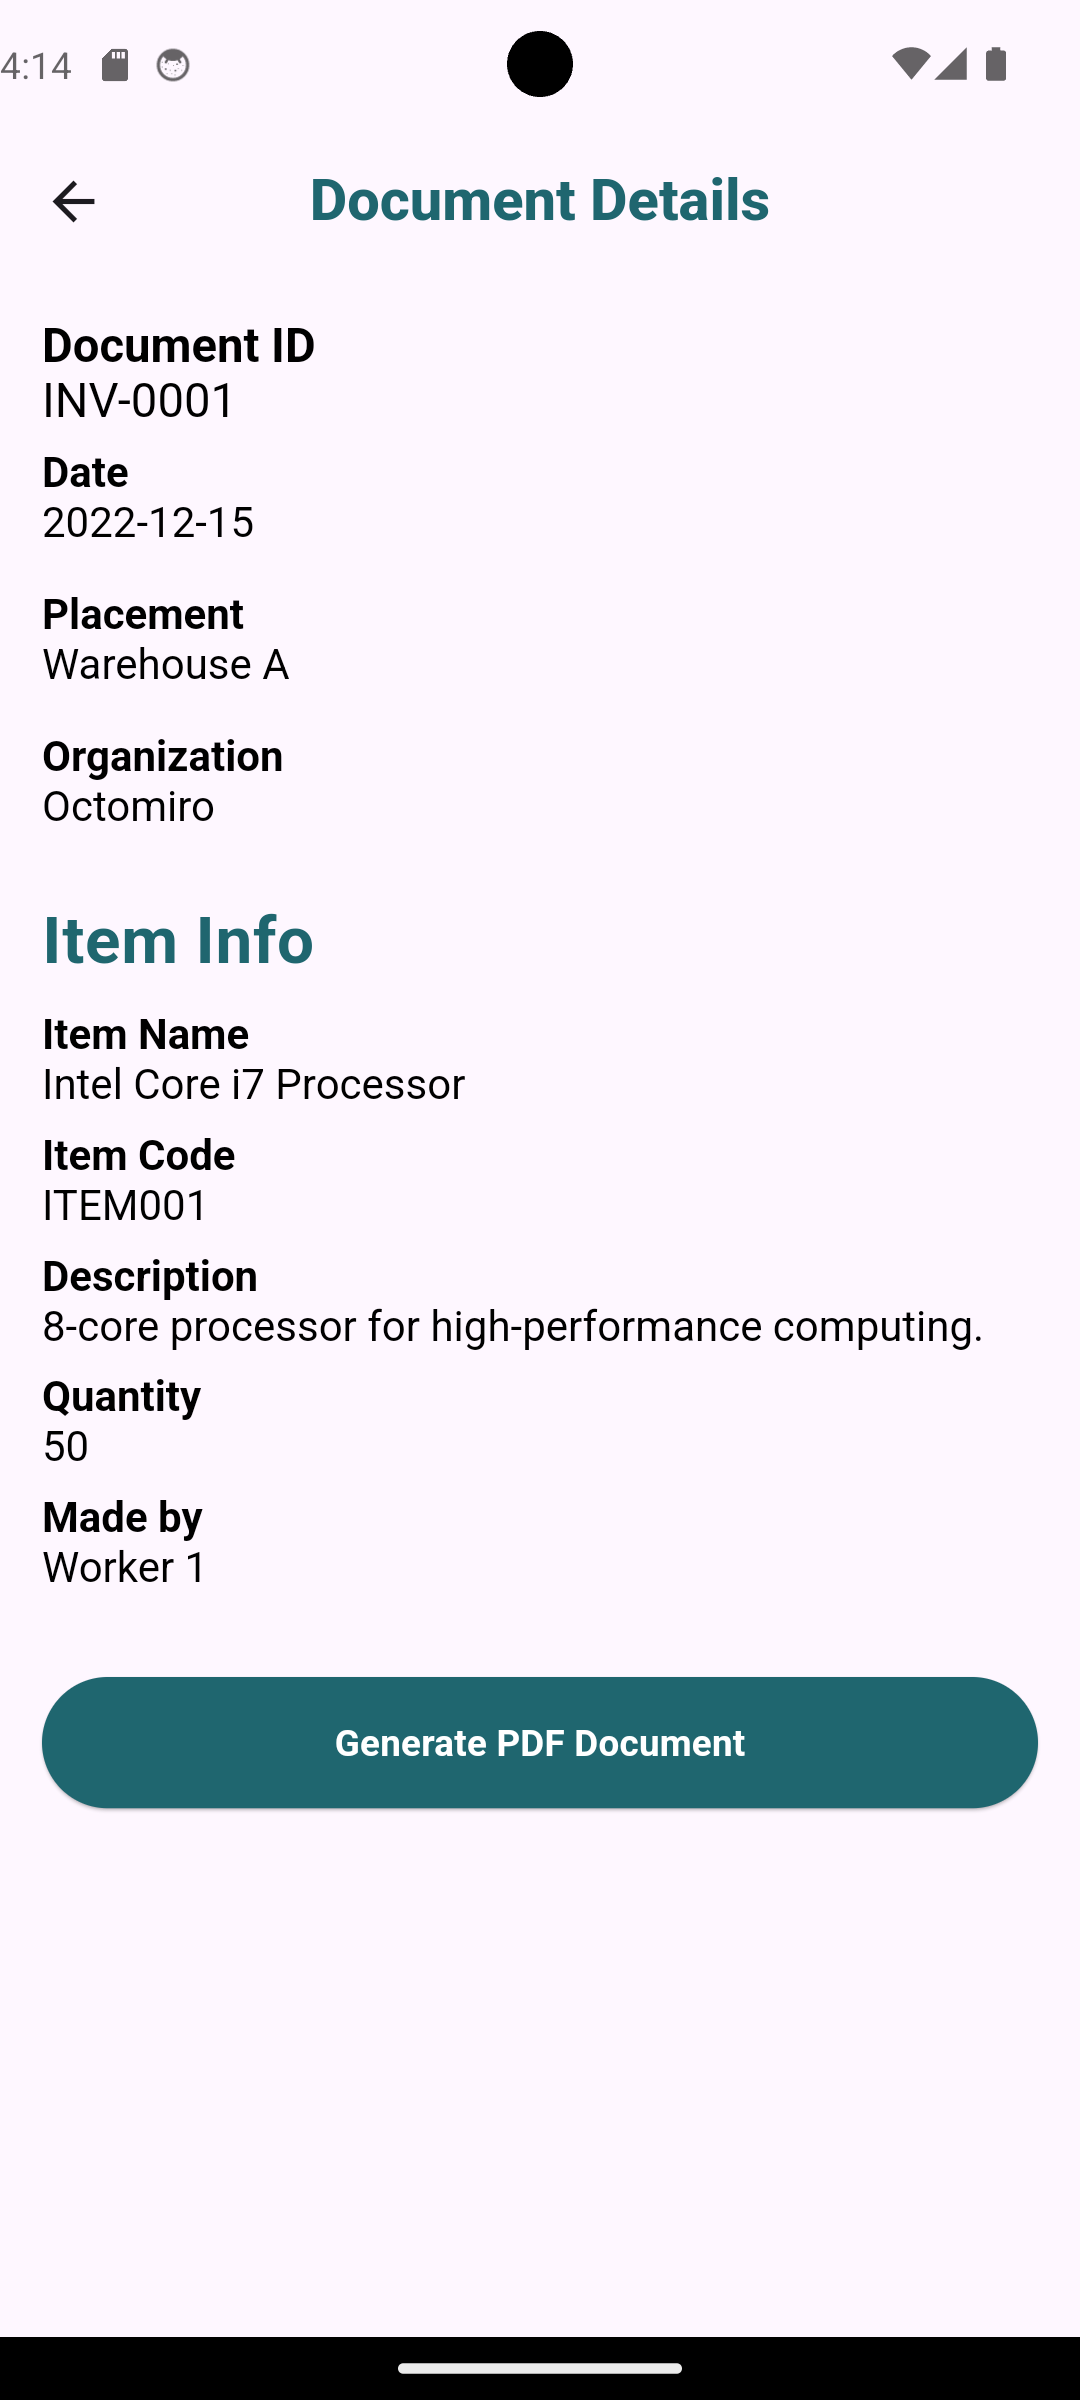 4:14
Document Details
Document ID
INV-0001
Date
2022-12-15
Placement
Warehouse A
Organization
Octomiro
Item Info
Item Name
Intel Core i7 Processor
Item Code
ITEM001
Description
8-core processor for high-performance computing.
Quantity
50
Made by
Worker 1
Generate PDF Document